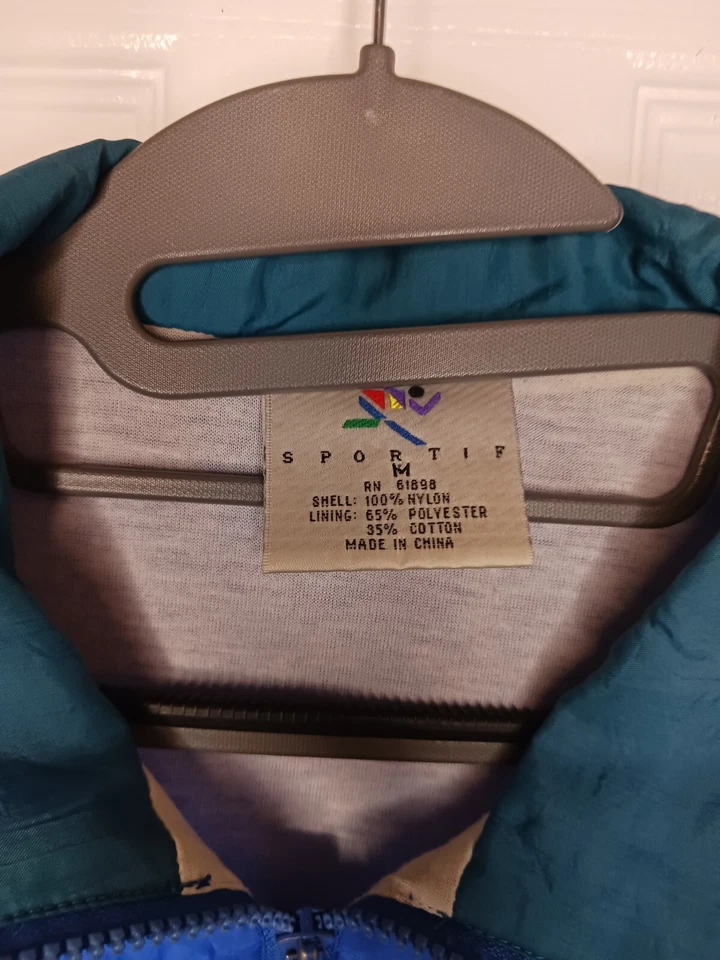 SPORTIF
M
RN 61898
SHELL: 100% NYLON
LINING: 65% POLYESTER
35% COTTON
MADE IN CHINA